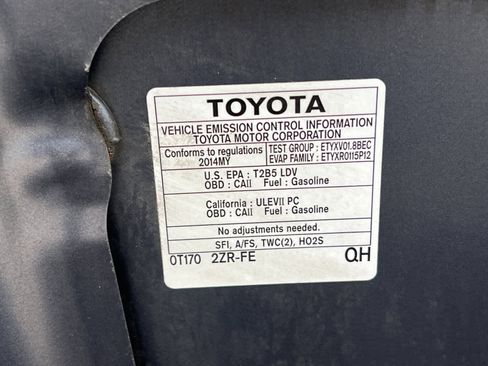 TOYOTA
VEHICLE EMISSION CONTROL INFORMATION
TOYOTA MOTOR CORPORATION
Conforms to regulations
2014MY
TEST GROUP : ETYXV01.8BEC
EVAP FAMILY : ETYXR0115P12
U.S. EPA : T2B5 LDV
OBD : CAII Fuel : Gasoline
California : ULEVII PC
OBD : CAII Fuel : Gasoline
No adjustments needed.
SFI, A/FS, TWC(2), HO2S
0T170 2ZR-FE QH